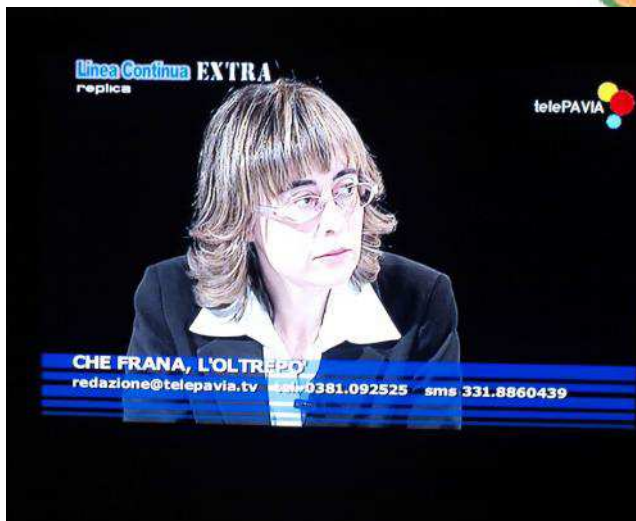 Linea Continua EXTRA
replica
telePAVIA
CHE FRANA, L'OLTREPO'
redazione@telepavia.tv tel. 0381.092525 sms 331.8860439